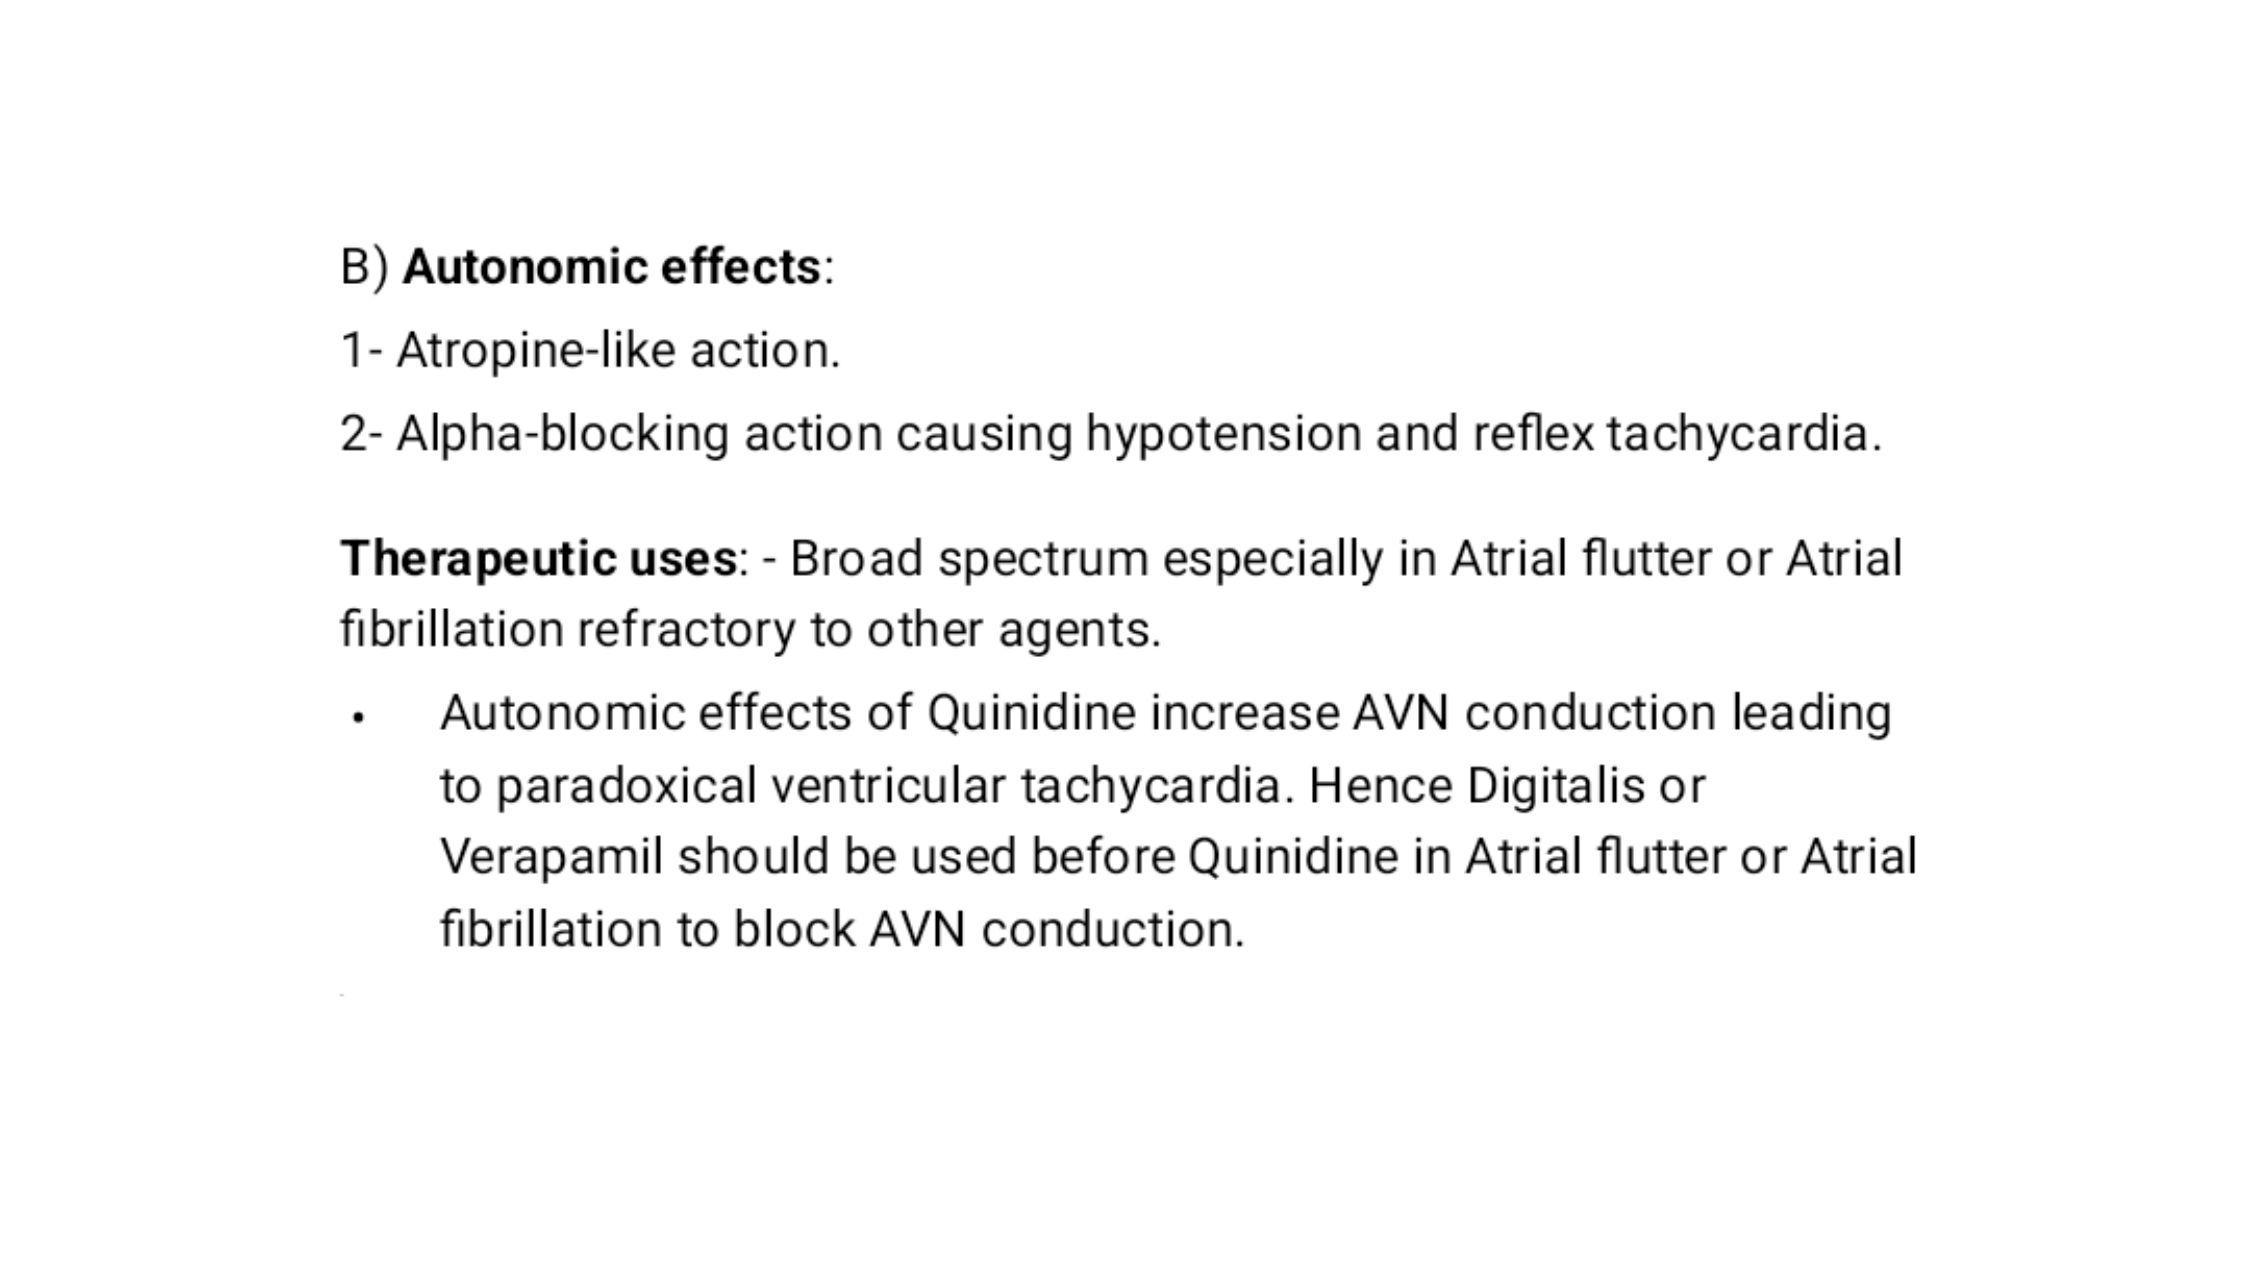 B) Autonomic effects:
1- Atropine-like action.
2- Alpha-blocking action causing hypotension and reflex tachycardia.
Therapeutic uses: - Broad spectrum especially in Atrial flutter or Atrial
fibrillation refractory to other agents.
• Autonomic effects of Quinidine increase AVN conduction leading
to paradoxical ventricular tachycardia. Hence Digitalis or
Verapamil should be used before Quinidine in Atrial flutter or Atrial
fibrillation to block AVN conduction.